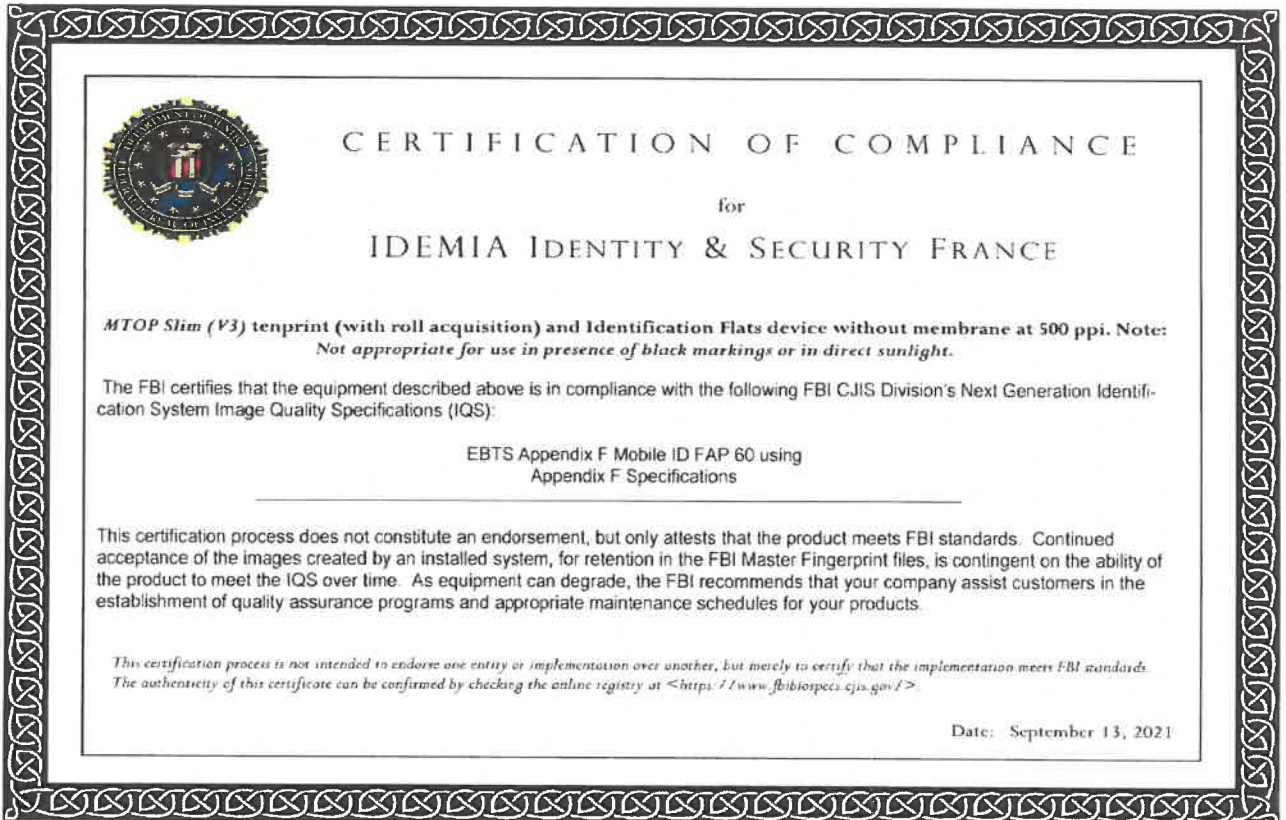 CERTIFICATION OF COMPLIANCE
for
IDEMIA IDENTITY & SECURITY FRANCE
MTOP Slim (V3) tenprint (with roll acquisition) and Identification Flats device without membrane at 500 ppi. Note:
Not appropriate for use in presence of black markings or in direct sunlight.
The FBI certifies that the equipment described above is in compliance with the following FBI CJIS Division's Next Generation Identifi-
cation System Image Quality Specifications (IQS):
EBTS Appendix F Mobile ID FAP 60 using
Appendix F Specifications
This certification process does not constitute an endorsement, but only attests that the product meets FBI standards. Continued
acceptance of the images created by an installed system, for retention in the FBI Master Fingerprint files, is contingent on the ability of
the product to meet the IQS over time. As equipment can degrade, the FBI recommends that your company assist customers in the
establishment of quality assurance programs and appropriate maintenance schedules for your products.
This certification process is not intended to endorse one entity or implementation over another, but merely to certify that the implementation meets FBI standards.
The authenticity of this certificate can be confirmed by checking the online registry at <https://www.fbibiospecs.cjis.gov/>.
Date: September 13, 2021